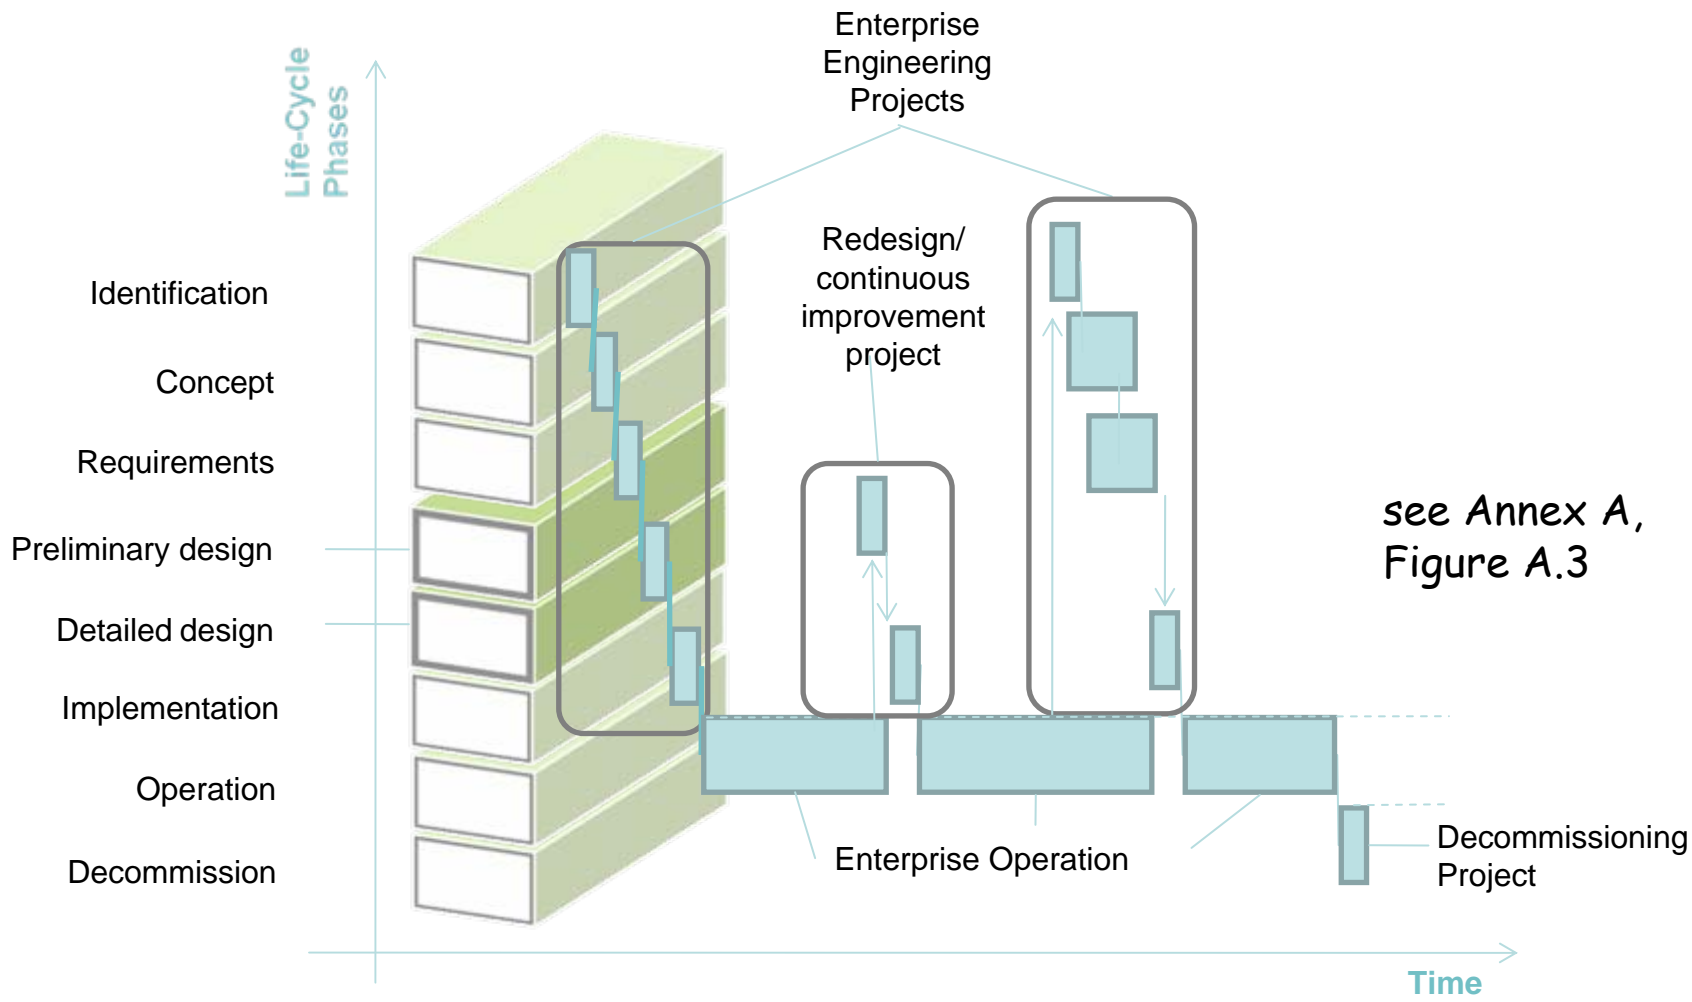 Enterprise
Engineering
Projects
Life-Cycle
Phases
Redesign/
continuous
improvement
project
Identification
Concept
Requirements
Preliminary design
Detailed design
Implementation
Operation
Decommission
see Annex A,
Figure A.3
Enterprise Operation
Decommissioning
Project
Time